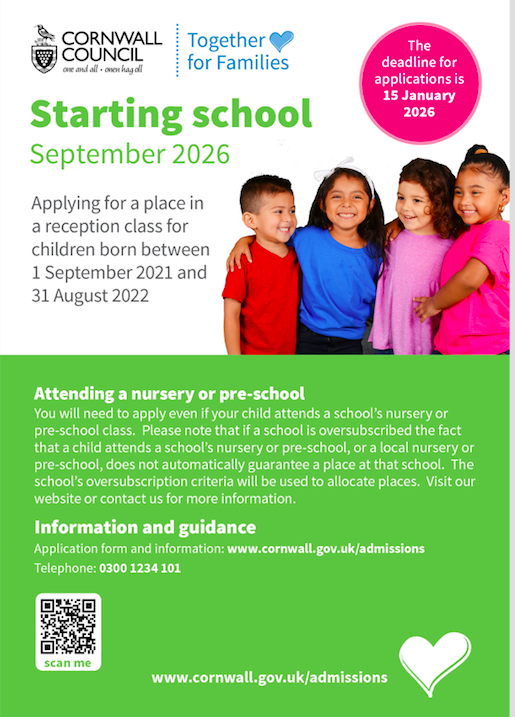 CORNWALL
COUNCIL
one and all • onen hag oll
Together
for Families
The
deadline for
applications is
15 January
2026
Starting school
September 2026
Applying for a place in
a reception class for
children born between
1 September 2021 and
31 August 2022
Attending a nursery or pre-school
You will need to apply even if your child attends a school's nursery or
pre-school class.  Please note that if a school is oversubscribed the fact
that a child attends a school's nursery or pre-school, or a local nursery or
pre-school, does not automatically guarantee a place at that school.  The
school's oversubscription criteria will be used to allocate places.  Visit our
website or contact us for more information.
Information and guidance
Application form and information: www.cornwall.gov.uk/admissions
Telephone: 0300 1234 101
scan me
www.cornwall.gov.uk/admissions